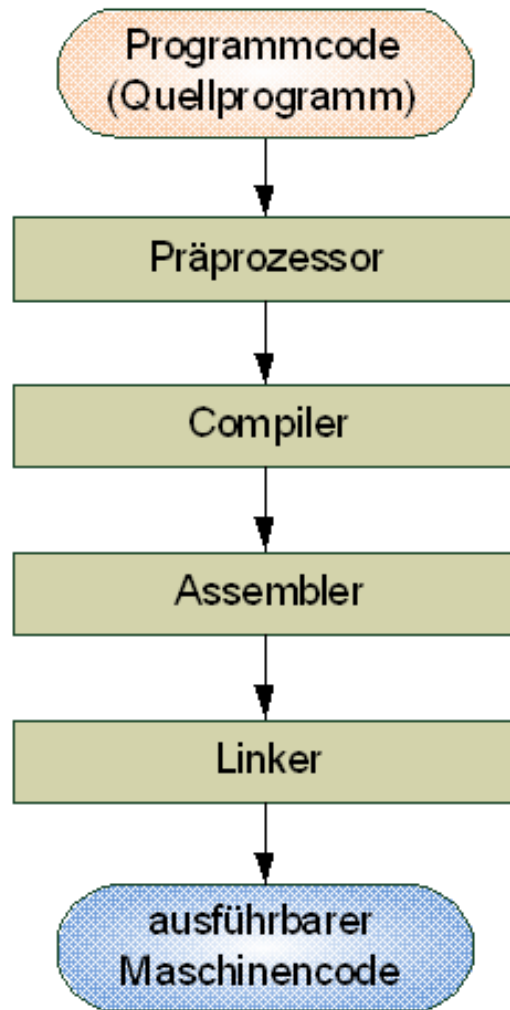 Programmcode
(Quellprogramm)
Präprozessor
Compiler
Assembler
Linker
ausführbarer
Maschinencode